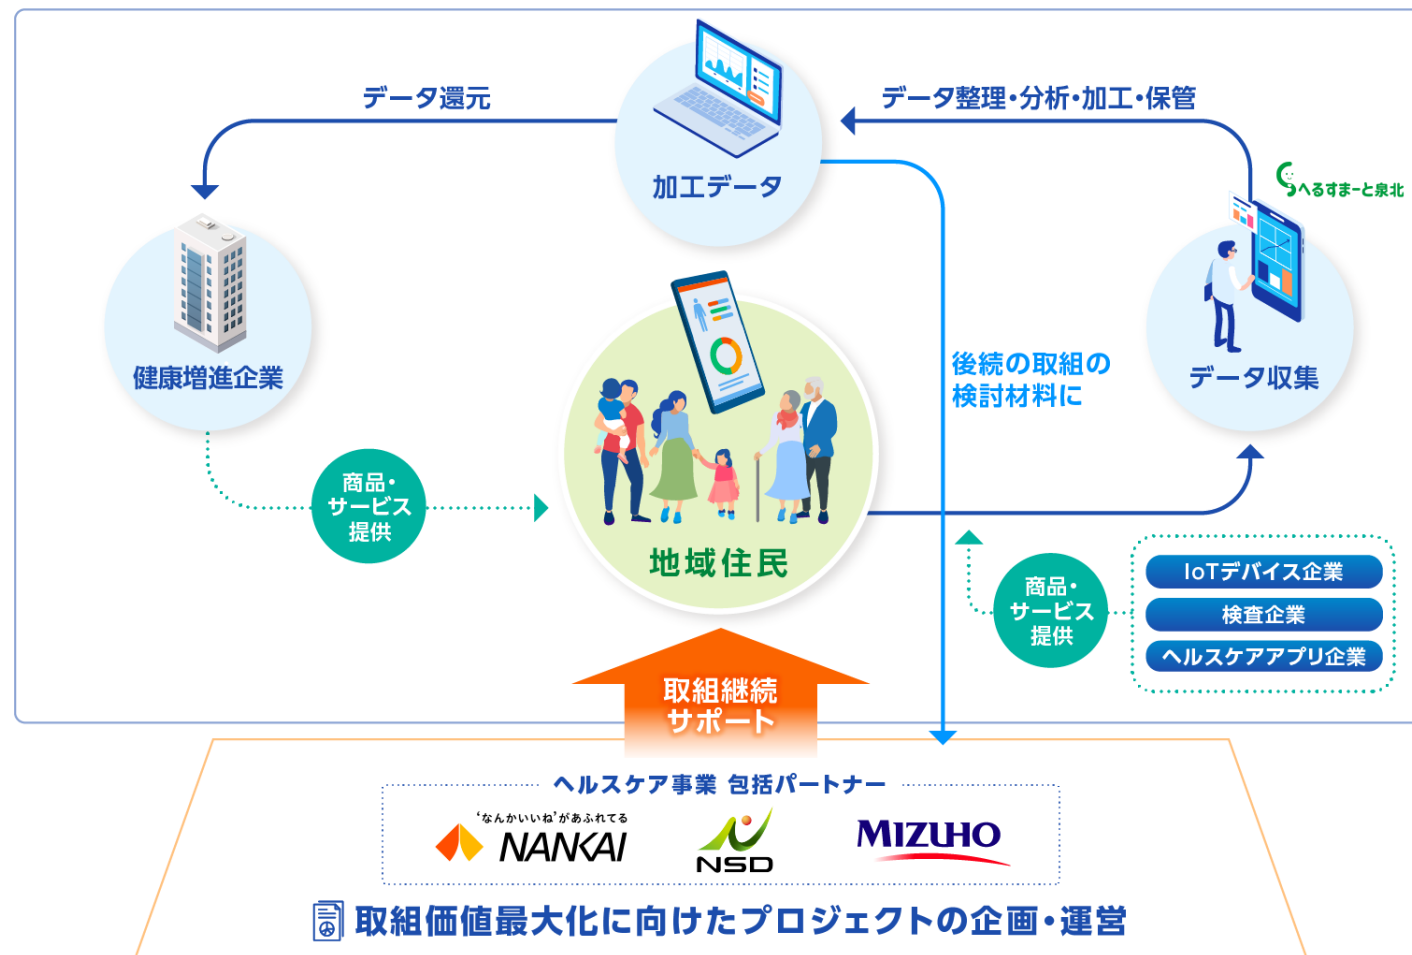 データ還元
データ整理・分析・加工・保管
加工データ
へるすまーと泉北
健康増進企業
後続の取組の
検討材料に
データ収集
商品・
サービス
提供
地域住民
商品・
サービス
提供
IoTデバイス企業
検査企業
ヘルスケアアプリ企業
取組継続
サポート
ヘルスケア事業 包括パートナー
‘なんかいいね’があふれてる
NANKAI
NSD
MIZUHO
取組価値最大化に向けたプロジェクトの企画・運営